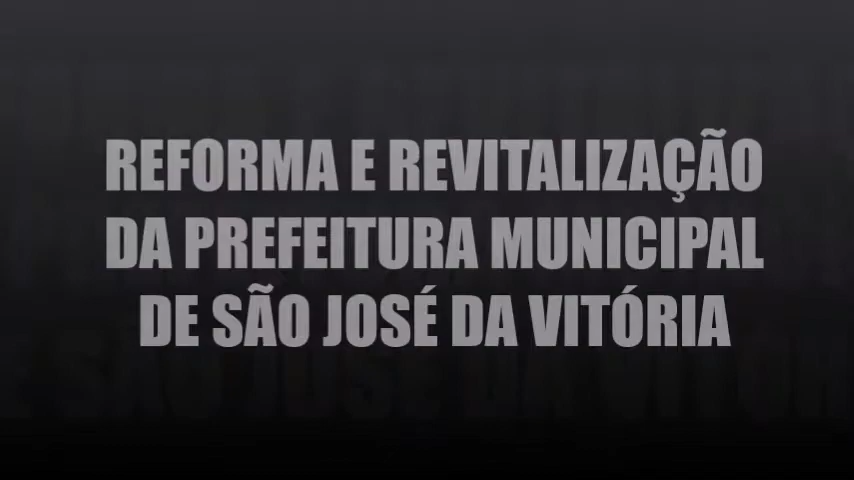 REFORMA E REVITALIZAÇÃO
DA PREFEITURA MUNICIPAL
DE SÃO JOSÉ DA VITÓRIA